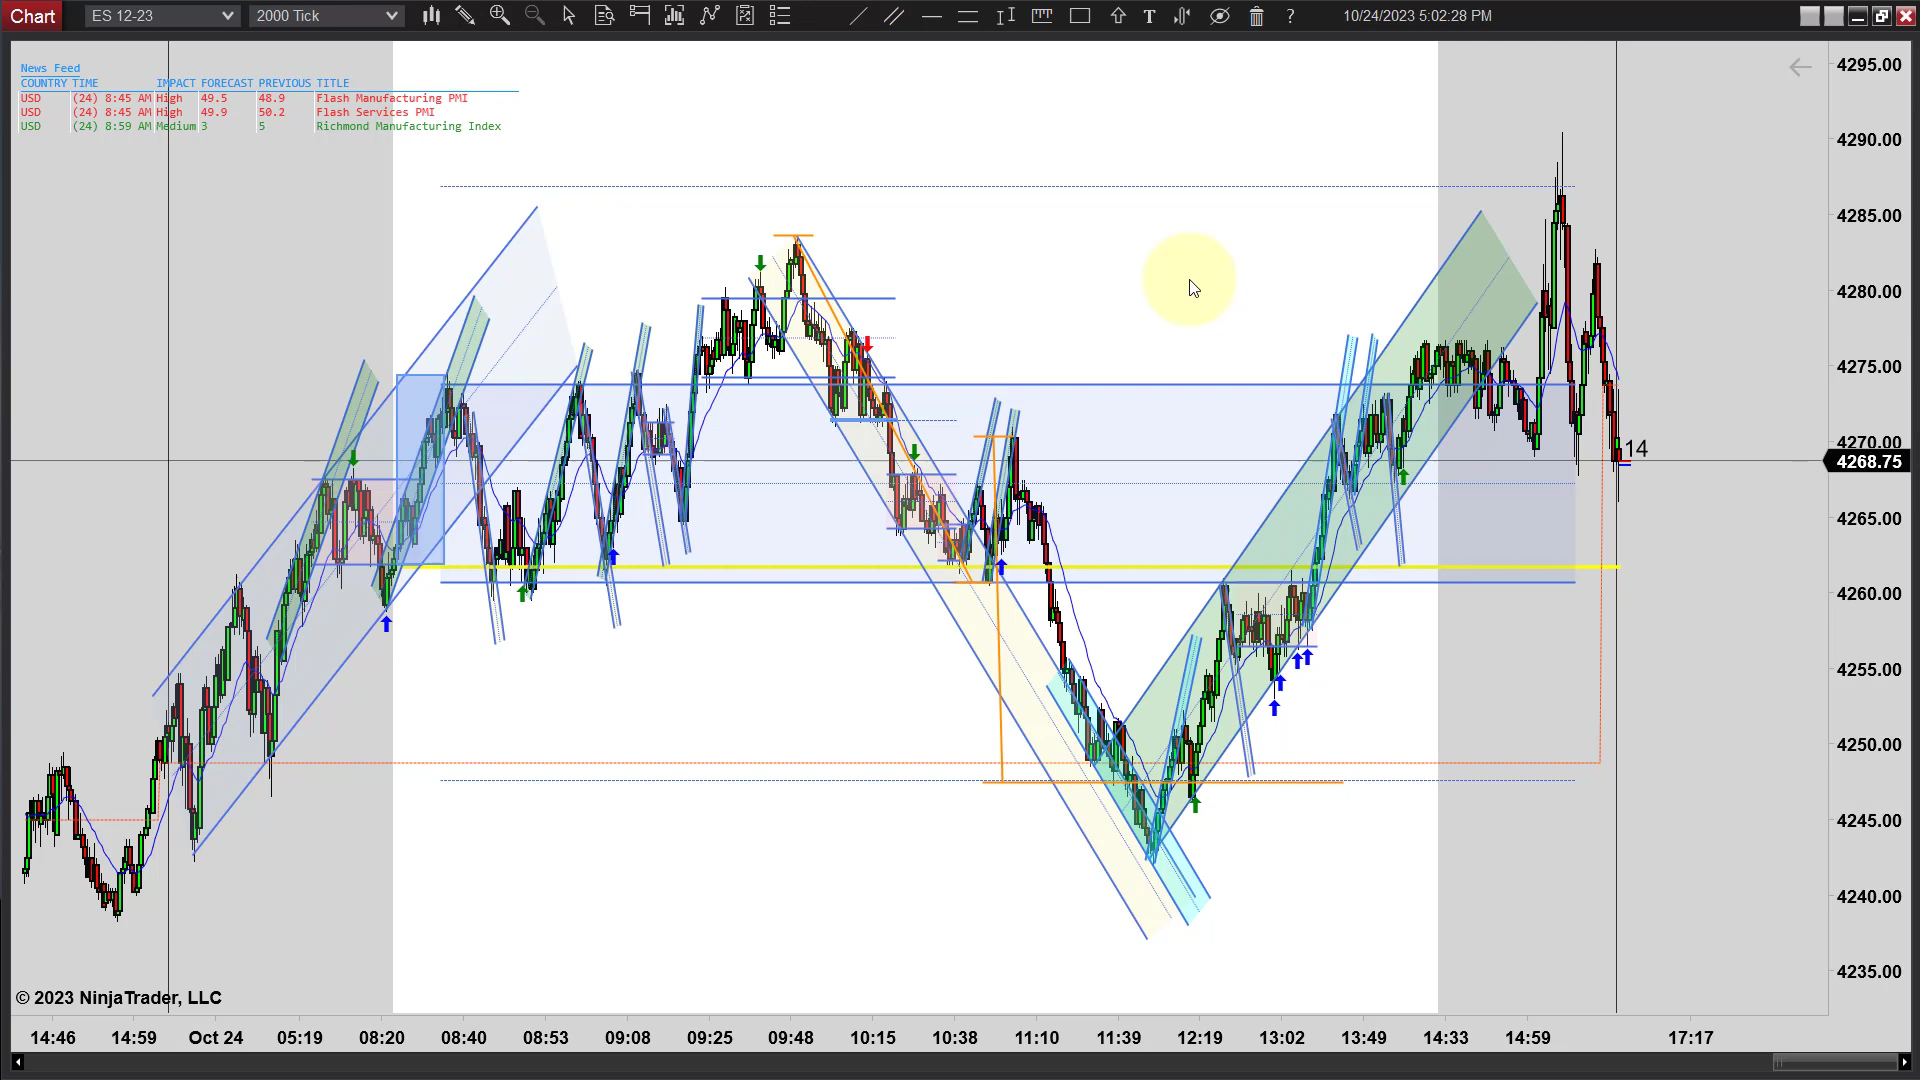 Chart ES 12-23 2000 Tick T ? 10/24/2023 5:02:28 PM
News Feed
COUNTRY TIME IMPACT FORECAST PREVIOUS TITLE
USD (24) 8:45 AM High 49.5 48.9 Flash Manufacturing PMI
USD (24) 8:45 AM High 49.9 50.2 Flash Services PMI
USD (24) 8:59 AM Medium 3 5 Richmond Manufacturing Index
4295.00
4290.00
4285.00
4280.00
4275.00
4270.00
14
4268.75
4265.00
4260.00
4255.00
4250.00
4245.00
4240.00
4235.00
© 2023 NinjaTrader, LLC
14:46 14:59 Oct 24 05:19 08:20 08:40 08:53 09:08 09:25 09:48 10:15 10:38 11:10 11:39 12:19 13:02 13:49 14:33 14:59 17:17